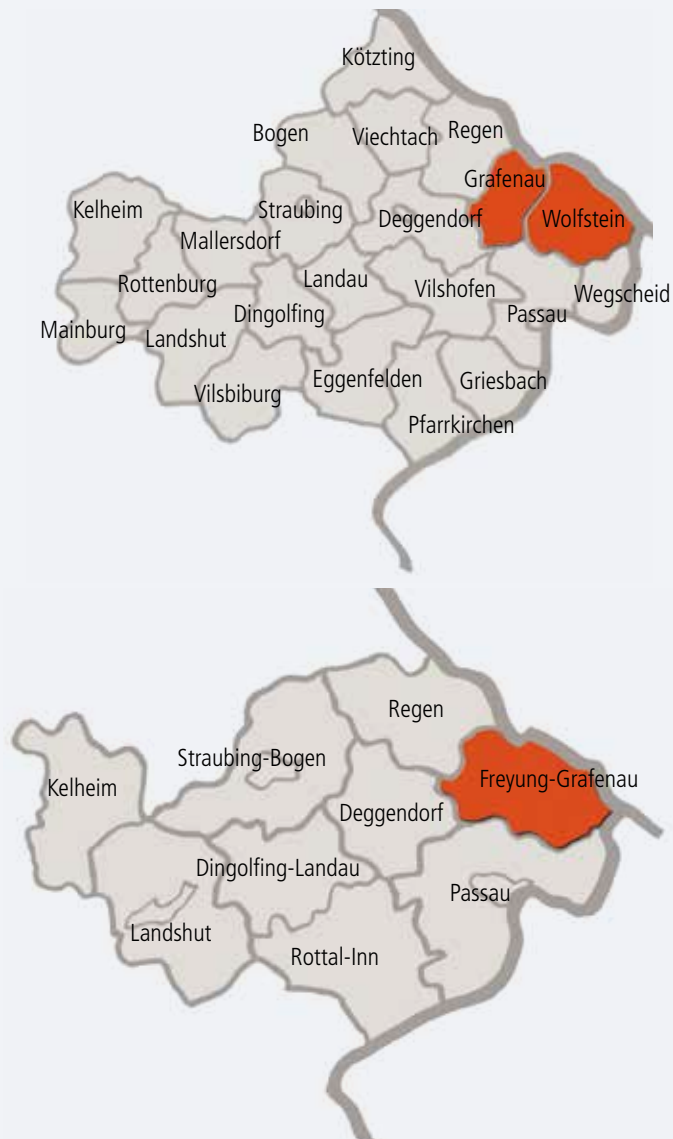 Kötzting
Bogen
Viechtach
Regen
Grafenau
Kelheim
Straubing
Deggendorf
Wolfstein
Mallersdorf
Rottenburg
Landau
Vilshofen
Wegscheid
Mainburg
Landshut
Dingolfing
Passau
Vilsbiburg
Eggenfelden
Griesbach
Pfarrkirchen
Regen
Straubing-Bogen
Freyung-Grafenau
Kelheim
Deggendorf
Dingolfing-Landau
Passau
Landshut
Rottal-Inn